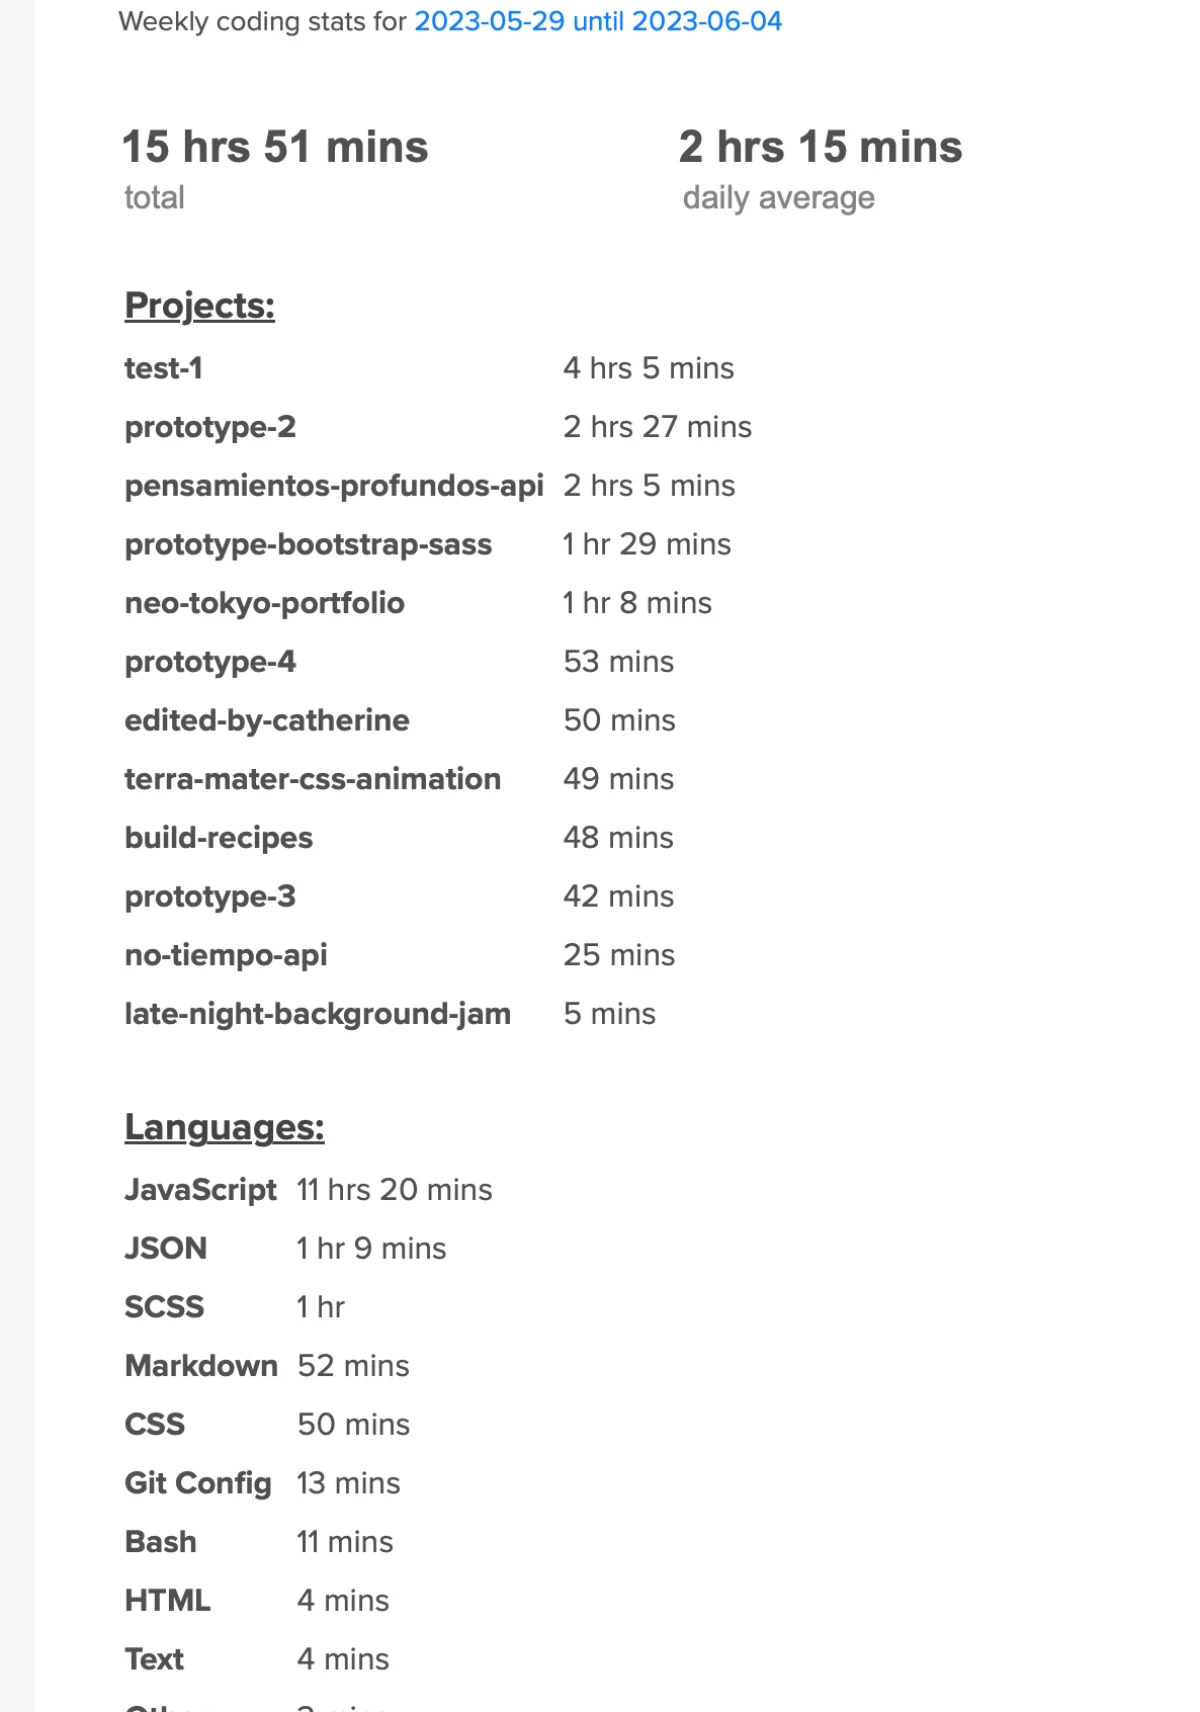 Weekly coding stats for 2023-05-29 until 2023-06-04
15 hrs 51 mins 2 hrs 15 mins
total daily average
Projects:
test-1 4 hrs 5 mins
prototype-2 2 hrs 27 mins
pensamientos-profundos-api 2 hrs 5 mins
prototype-bootstrap-sass 1 hr 29 mins
neo-tokyo-portfolio 1 hr 8 mins
prototype-4 53 mins
edited-by-catherine 50 mins
terra-mater-css-animation 49 mins
build-recipes 48 mins
prototype-3 42 mins
no-tiempo-api 25 mins
late-night-background-jam 5 mins
Languages:
JavaScript 11 hrs 20 mins
JSON 1 hr 9 mins
SCSS 1 hr
Markdown 52 mins
CSS 50 mins
Git Config 13 mins
Bash 11 mins
HTML 4 mins
Text 4 mins